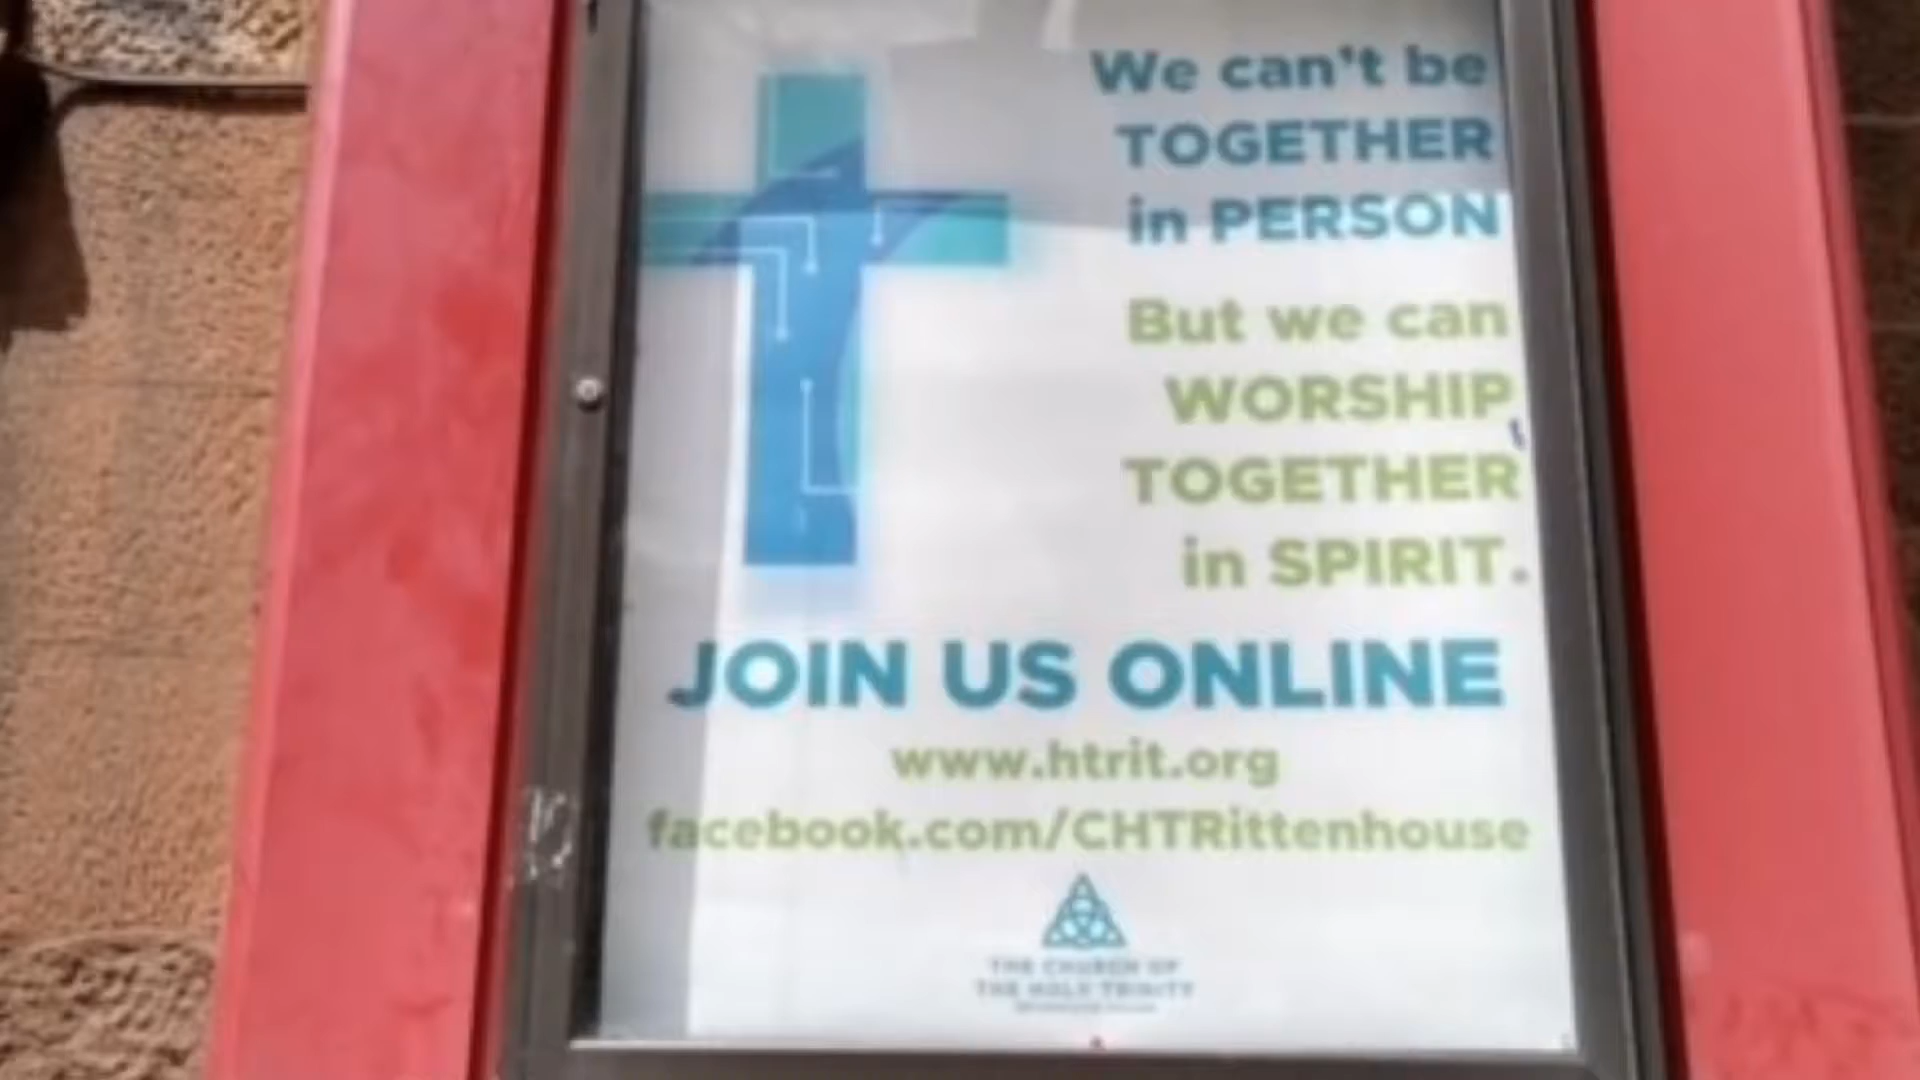 We can't be
TOGETHER
in PERSON
But we can
WORSHIP,
TOGETHER
in SPIRIT.
JOIN US ONLINE
www.htrit.org
facebook.com/CHTRittenhouse
THE CHURCH OF
THE HOLY TRINITY